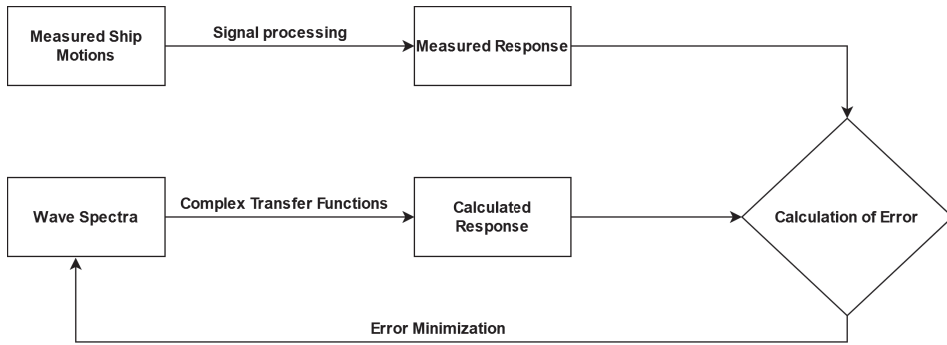 Measured Ship
Motions
Signal processing
Measured Response
Wave Spectra
Complex Transfer Functions
Calculated
Response
Calculation of Error
Error Minimization